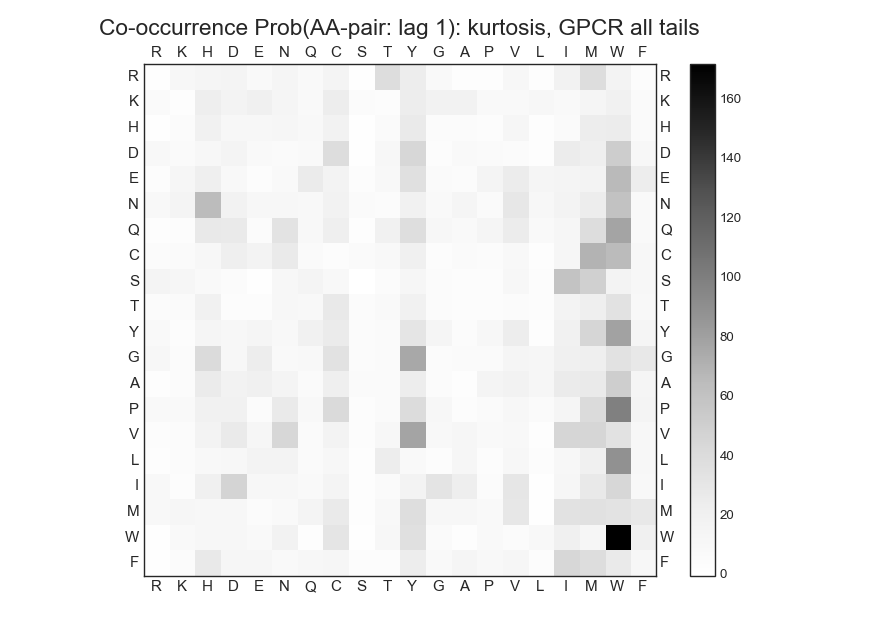 Co-occurrence Prob(AA-pair: lag 1): kurtosis, GPCR all tails
R K H D E N Q C S T Y G A P V L I M W F
R R
K K
H H
D D
E E
N N
Q Q
C C
S S
T T
Y Y
G G
A A
P P
V V
L L
I I
M M
W W
F F
R K H D E N Q C S T Y G A P V L I M W F
160
140
120
100
80
60
40
20
0